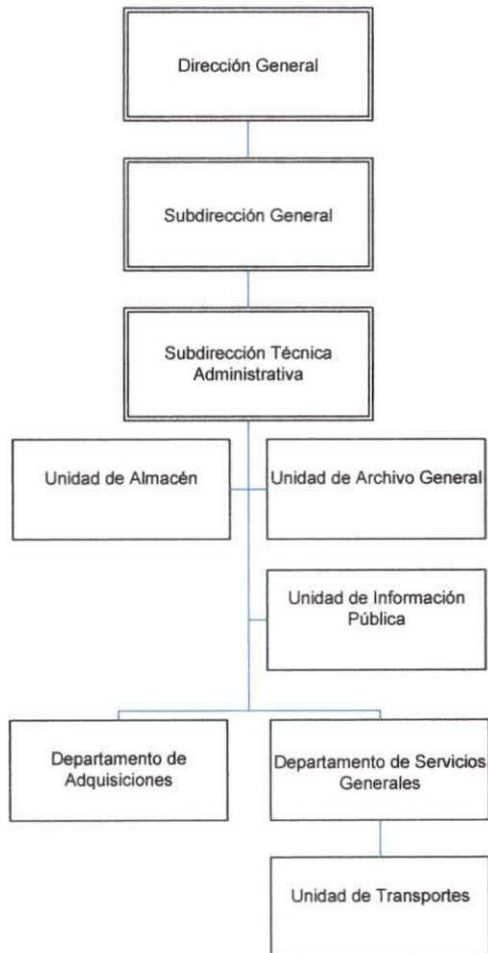 Dirección General
Subdirección General
Subdirección Técnica
Administrativa
Unidad de Almacén
Unidad de Archivo General
Unidad de Información
Pública
Departamento de
Adquisiciones
Departamento de Servicios
Generales
Unidad de Transportes